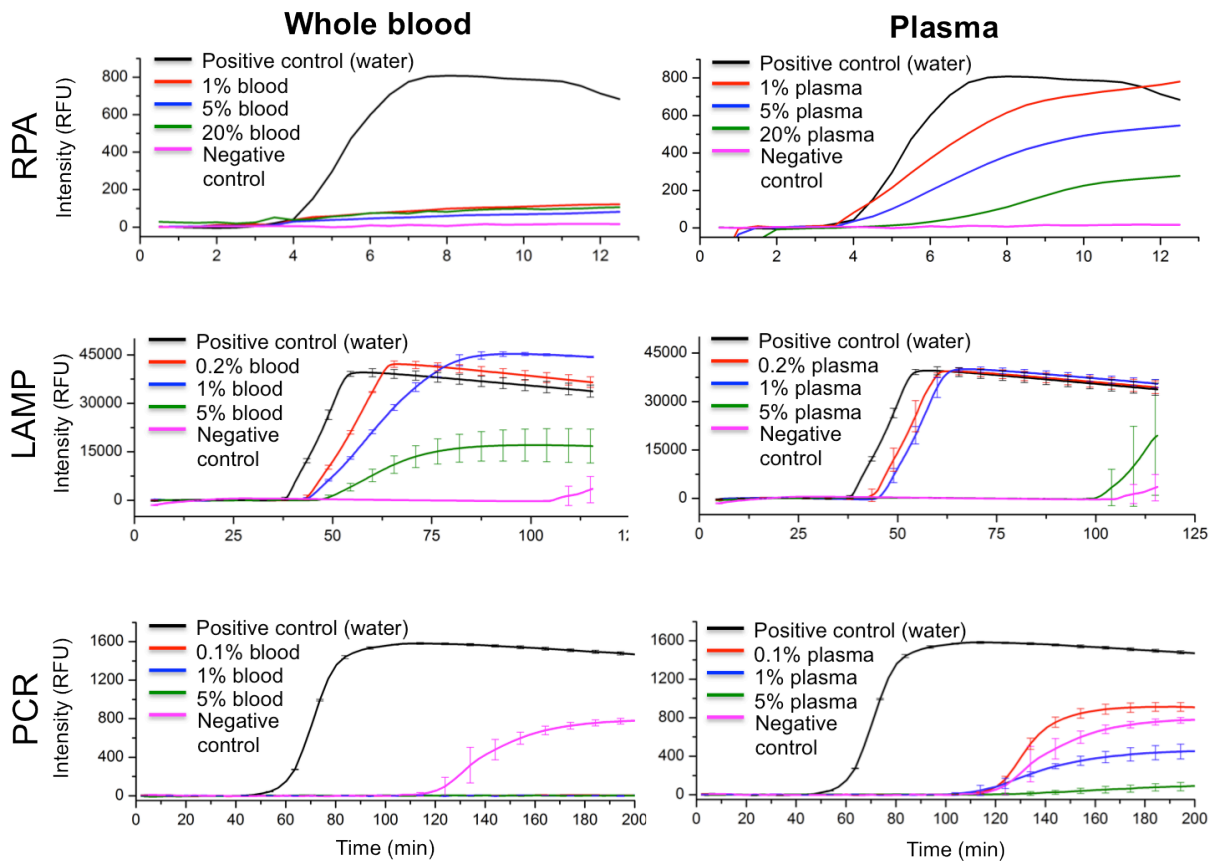 Whole blood
Plasma
RPA
Intensity (RFU)
800
600
400
200
0
2
4
6
8
10
12
Positive control (water)
1% blood
5% blood
20% blood
Negative
control
800
600
400
200
0
2
4
6
8
10
12
Positive control (water)
1% plasma
5% plasma
20% plasma
Negative
control
LAMP
Intensity (RFU)
45000
30000
15000
0
0
25
50
75
100
Positive control (water)
0.2% blood
1% blood
5% blood
Negative
control
45000
30000
15000
0
0
25
50
75
100
125
Positive control (water)
0.2% plasma
1% plasma
5% plasma
Negative
control
PCR
Intensity (RFU)
1600
1200
800
400
0
0
20
40
60
80
100
120
140
160
180
200
Time (min)
Positive control (water)
0.1% blood
1% blood
5% blood
Negative
control
1600
1200
800
400
0
0
20
40
60
80
100
120
140
160
180
200
Time (min)
Positive control (water)
0.1% plasma
1% plasma
5% plasma
Negative
control